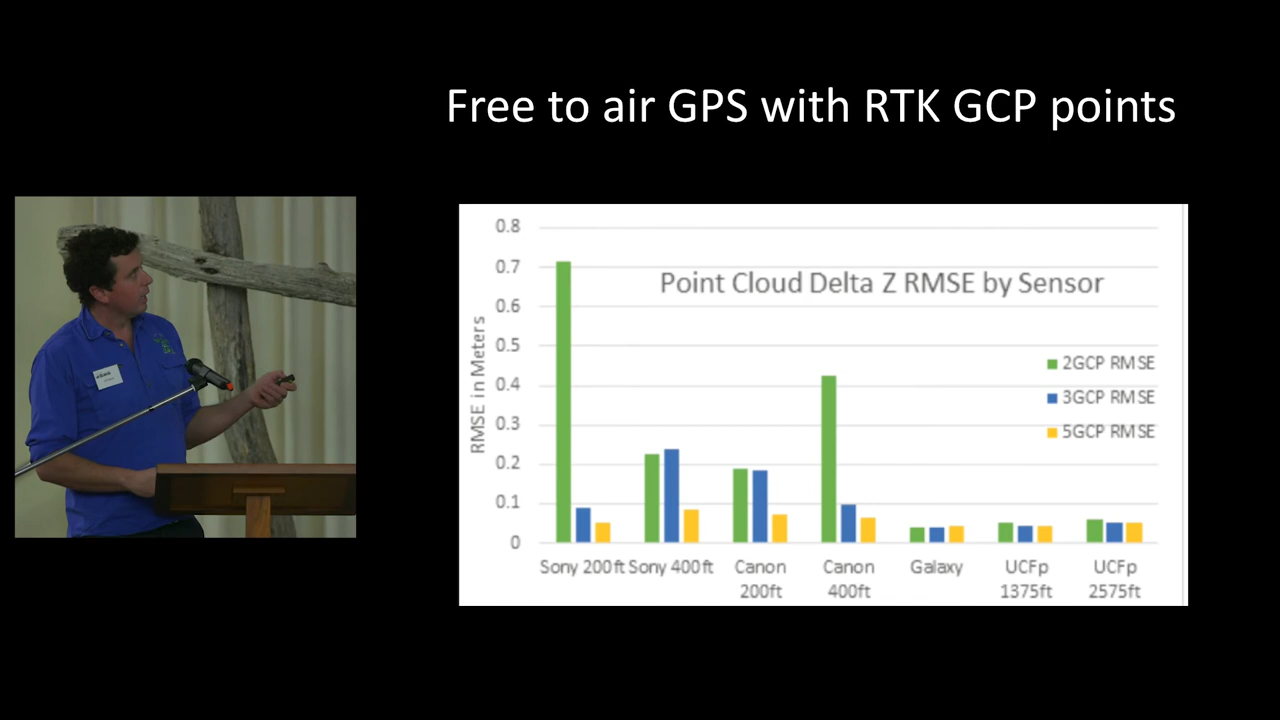 Free to air GPS with RTK GCP points
Point Cloud Delta Z RMSE by Sensor
RMSE in Meters
0.8
0.7
0.6
0.5
0.4
0.3
0.2
0.1
0
2GCP RMSE
3GCP RMSE
5GCP RMSE
Sony 200ft
Sony 400ft
Canon
200ft
Canon
400ft
Galaxy
UCFp
1375ft
UCFp
2575ft